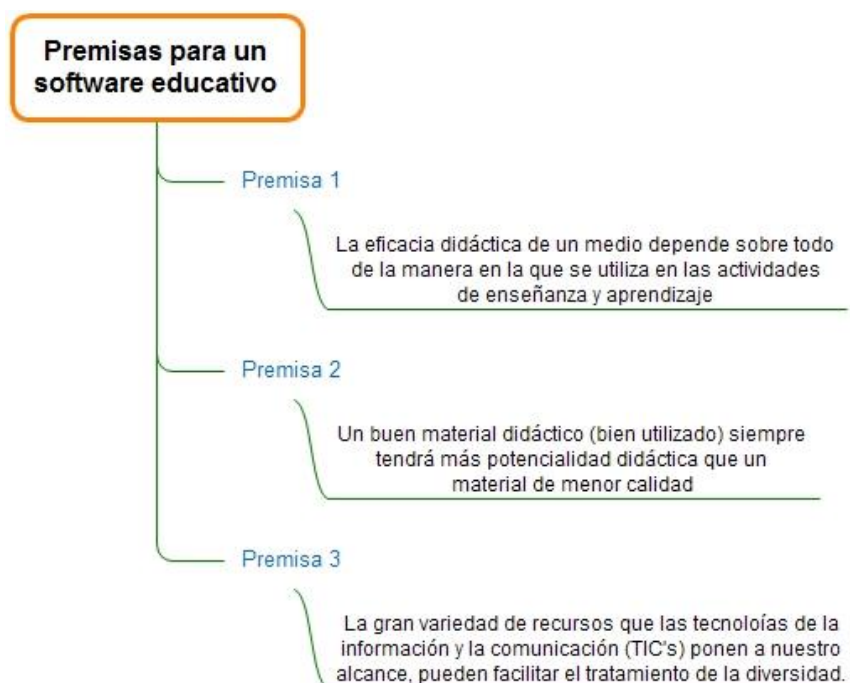 Premisas para un
software educativo
Premisa 1
La eficacia didáctica de un medio depende sobre todo
de la manera en la que se utiliza en las actividades
de enseñanza y aprendizaje
Premisa 2
Un buen material didáctico (bien utilizado) siempre
tendrá más potencialidad didáctica que un
material de menor calidad
Premisa 3
La gran variedad de recursos que las tecnoloías de la
información y la comunicación (TIC's) ponen a nuestro
alcance, pueden facilitar el tratamiento de la diversidad.